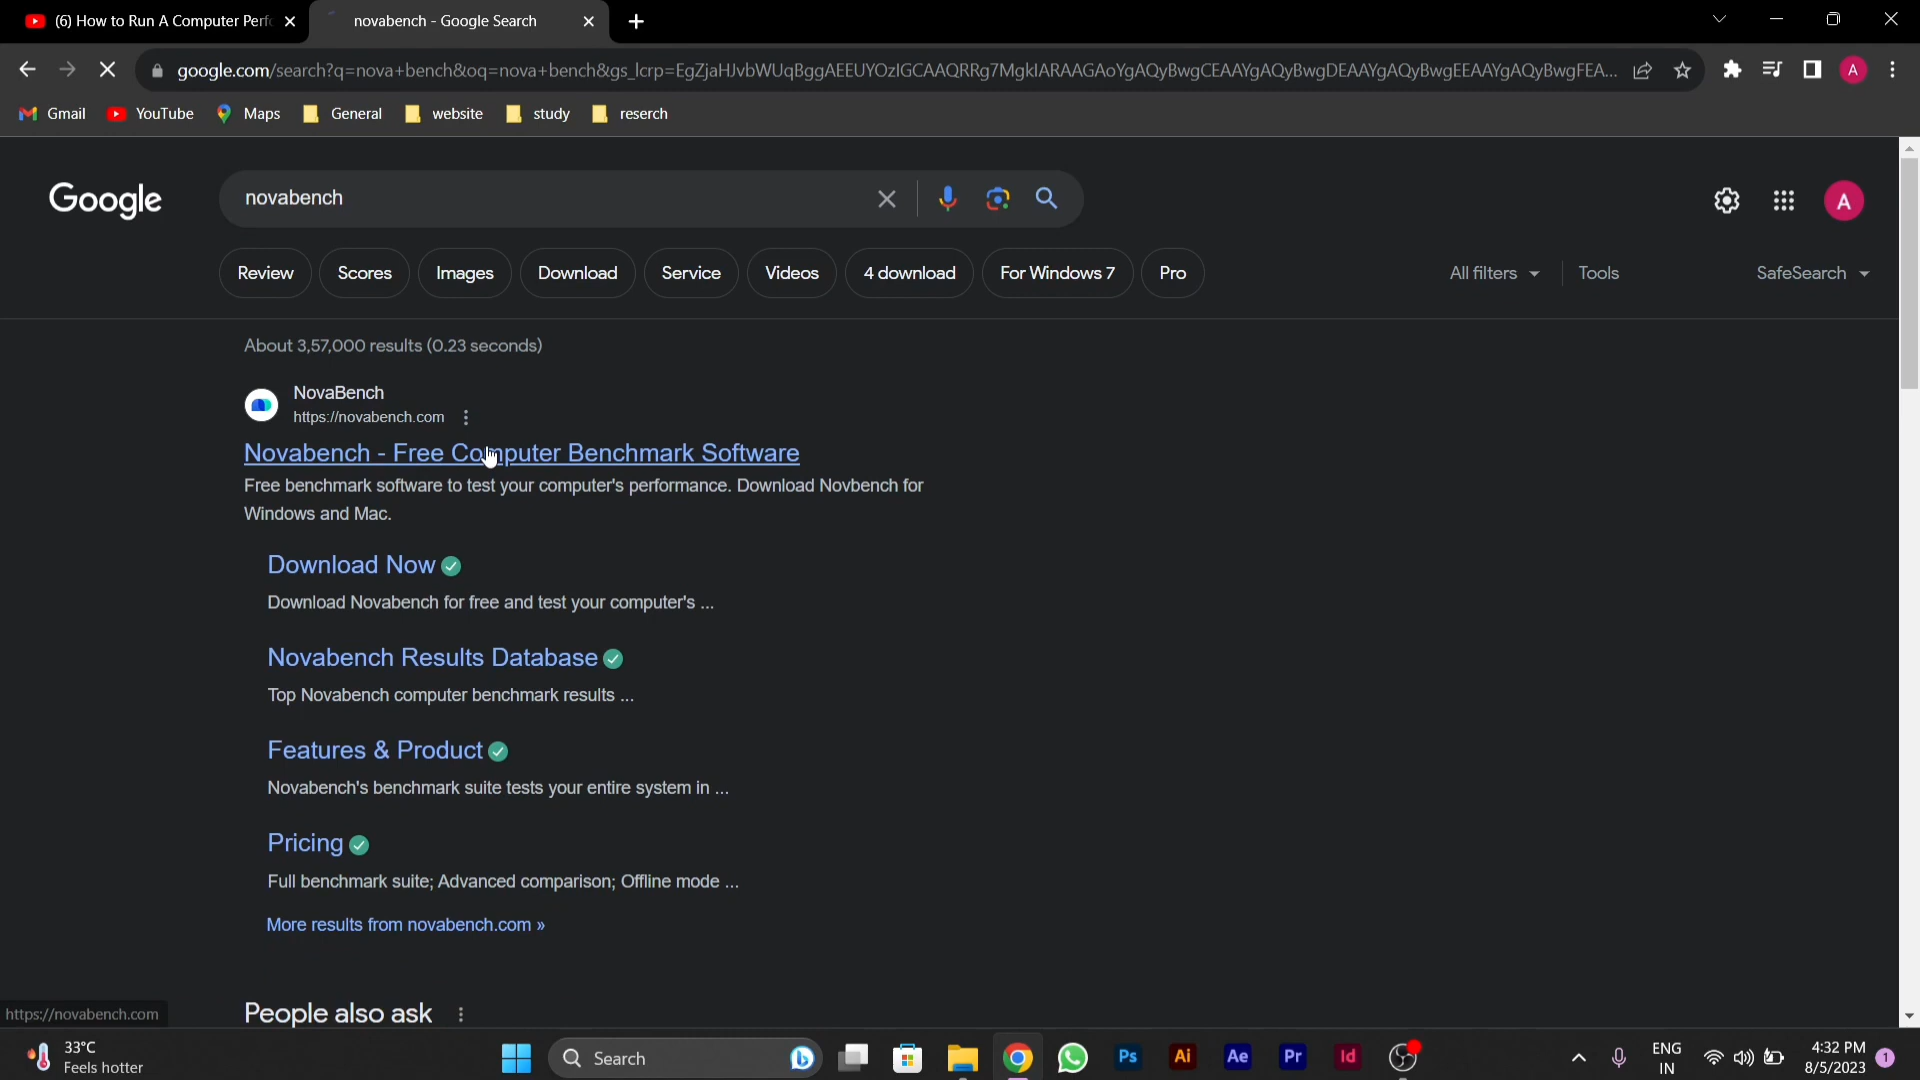 (6) How to Run A Computer Perf
novabench - Google Search
google.com/search?q=nova+bench&oq=nova+bench&gs_lcrp=EgZjaHJvbWUqBggAEEUYOzIGCAAQRRg7MgkIARAAGAoYgAQyBwgCEAAYgAQyBwgDEAAYgAQyBwgEEAAYgAQyBwgFEA...
A
Gmail
YouTube
Maps
General
website
study
reserch
Google
novabench
A
Review
Scores
Images
Download
Service
Videos
4 download
For Windows 7
Pro
All filters
Tools
SafeSearch
About 3,57,000 results (0.23 seconds)
NovaBench
https://novabench.com
Novabench - Free Computer Benchmark Software
Free benchmark software to test your computer's performance. Download Novbench for
Windows and Mac.
Download Now
Download Novabench for free and test your computer's ...
Novabench Results Database
Top Novabench computer benchmark results ...
Features & Product
Novabench's benchmark suite tests your entire system in ...
Pricing
Full benchmark suite; Advanced comparison; Offline mode ...
More results from novabench.com »
People also ask
https://novabench.com
33°C
Feels hotter
Search
Ps
Ai
Ae
Pr
Id
ENG
IN
4:32 PM
8/5/2023
1